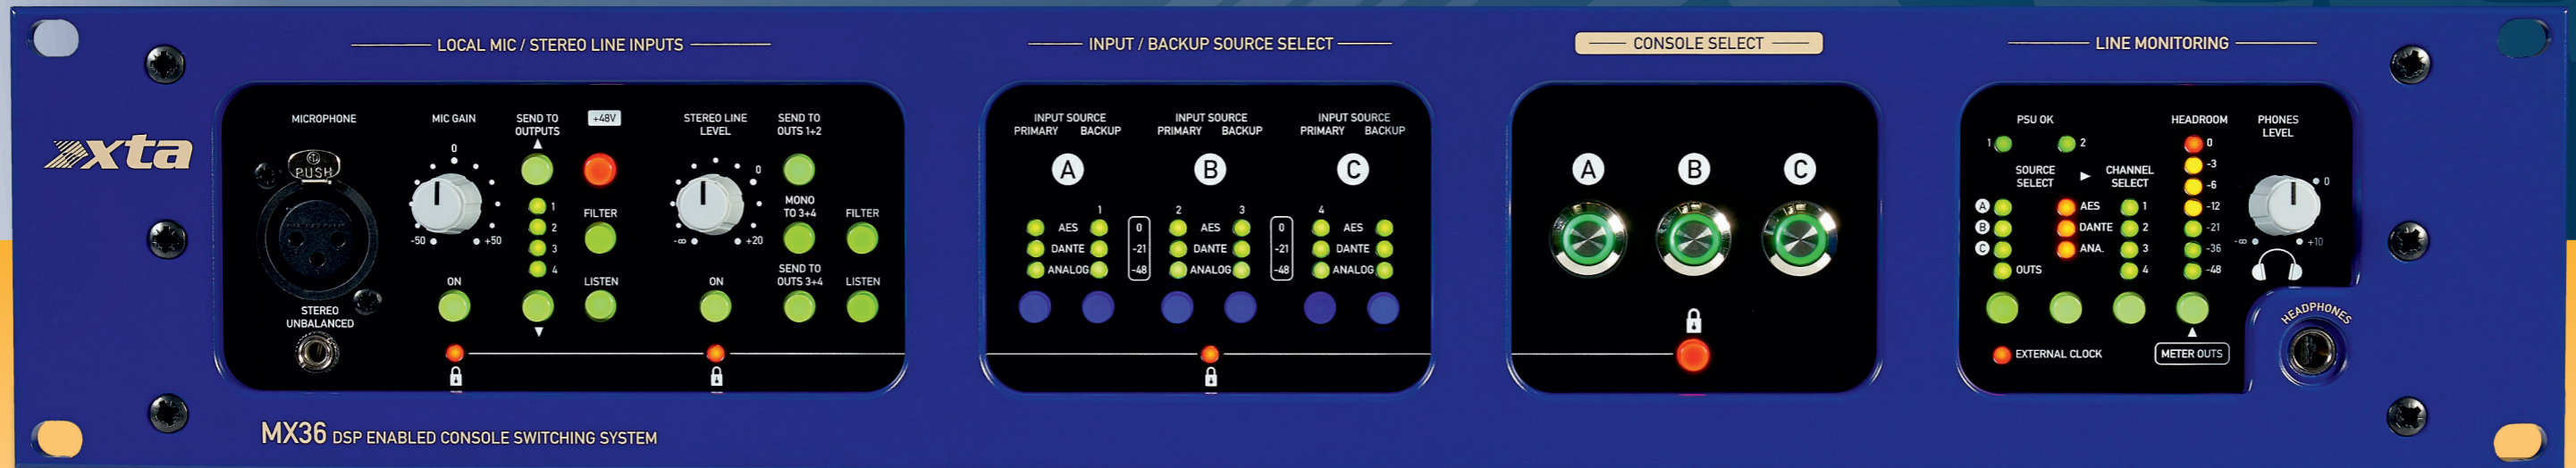 LOCAL MIC / STEREO LINE INPUTS
INPUT / BACKUP SOURCE SELECT
CONSOLE SELECT
LINE MONITORING
xta
MICROPHONE
PUSH
STEREO
UNBALANCED
MIC GAIN
0
-50
+50
ON
SEND TO
OUTPUTS
▲
1
2
3
4
▼
+48V
FILTER
LISTEN
STEREO LINE
LEVEL
0
-∞
+20
ON
SEND TO
OUTS 1+2
MONO
TO 3+4
SEND TO
OUTS 3+4
FILTER
LISTEN
INPUT SOURCE
PRIMARY BACKUP
A
1
AES
DANTE
ANALOG
0
-21
-48
INPUT SOURCE
PRIMARY BACKUP
B
2 3
AES
DANTE
ANALOG
0
-21
-48
INPUT SOURCE
PRIMARY BACKUP
C
4
AES
DANTE
ANALOG
A B C
PSU OK
1 2
SOURCE
SELECT
▶
CHANNEL
SELECT
A
B
C
OUTS
AES
DANTE
ANA.
1
2
3
4
HEADROOM
0
-3
-6
-12
-21
-36
-48
▲
METER OUTS
EXTERNAL CLOCK
PHONES
LEVEL
0
-∞
+10
HEADPHONES
MX36 DSP ENABLED CONSOLE SWITCHING SYSTEM